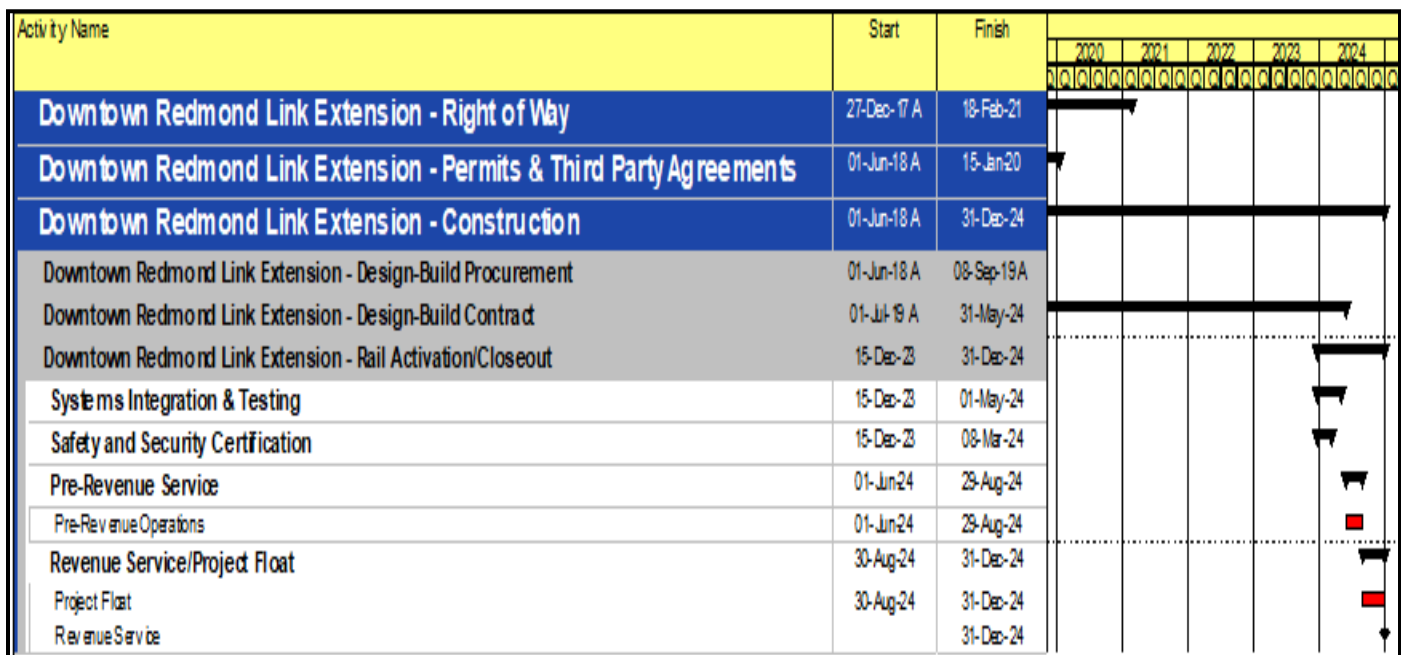 Activity Name Start Finish
2020 2021 2022 2023 2024
Q Q Q Q Q Q Q Q Q Q Q Q Q Q Q Q Q Q Q Q Q Q
Downtown Redmond Link Extension - Right of Way 27-Dec-17 A 18-Feb-21
Downtown Redmond Link Extension - Permits & Third Party Agreements 01-Jun-18 A 15-Jan-20
Downtown Redmond Link Extension - Construction 01-Jun-18 A 31-Dec-24
Downtown Redmond Link Extension - Design-Build Procurement 01-Jun-18 A 08-Sep-19 A
Downtown Redmond Link Extension - Design-Build Contract 01-Jul-19 A 31-May-24
Downtown Redmond Link Extension - Rail Activation/Closeout 15-Dec-23 31-Dec-24
Systems Integration & Testing 15-Dec-23 01-May-24
Safety and Security Certification 15-Dec-23 08-Mar-24
Pre-Revenue Service 01-Jun-24 29-Aug-24
Pre-Revenue Operations 01-Jun-24 29-Aug-24
Revenue Service/Project Float 30-Aug-24 31-Dec-24
Project Float 30-Aug-24 31-Dec-24
Revenue Service 31-Dec-24